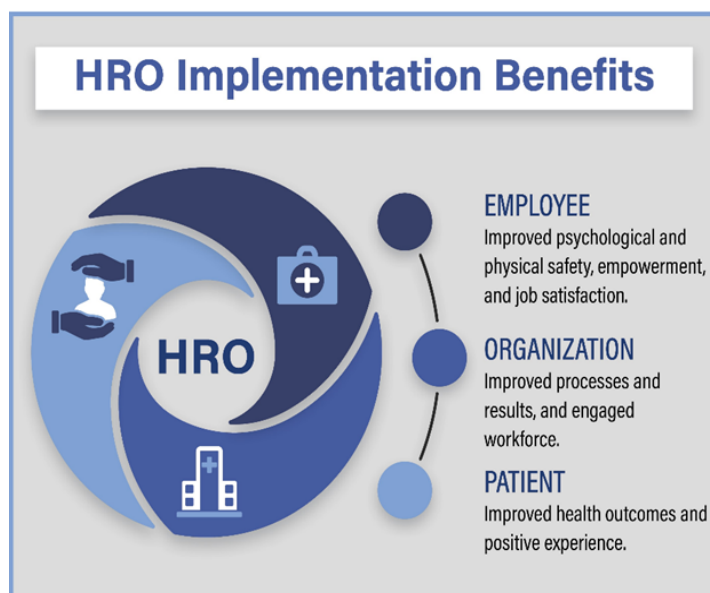 HRO Implementation Benefits
HRO
EMPLOYEE
Improved psychological and
physical safety, empowerment,
and job satisfaction.
ORGANIZATION
Improved processes and
results, and engaged
workforce.
PATIENT
Improved health outcomes and
positive experience.